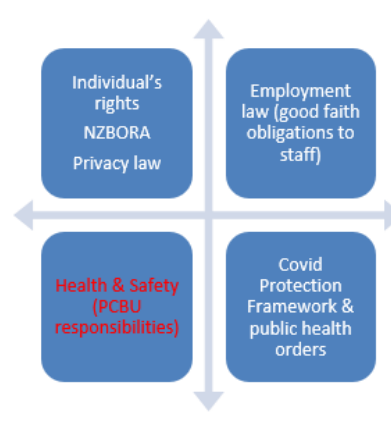 Individual's
rights
NZBORA
Privacy law
Employment
law (good faith
obligations to
staff)
Health & Safety
(PCBU
responsibilities)
Covid
Protection
Framework &
public health
orders